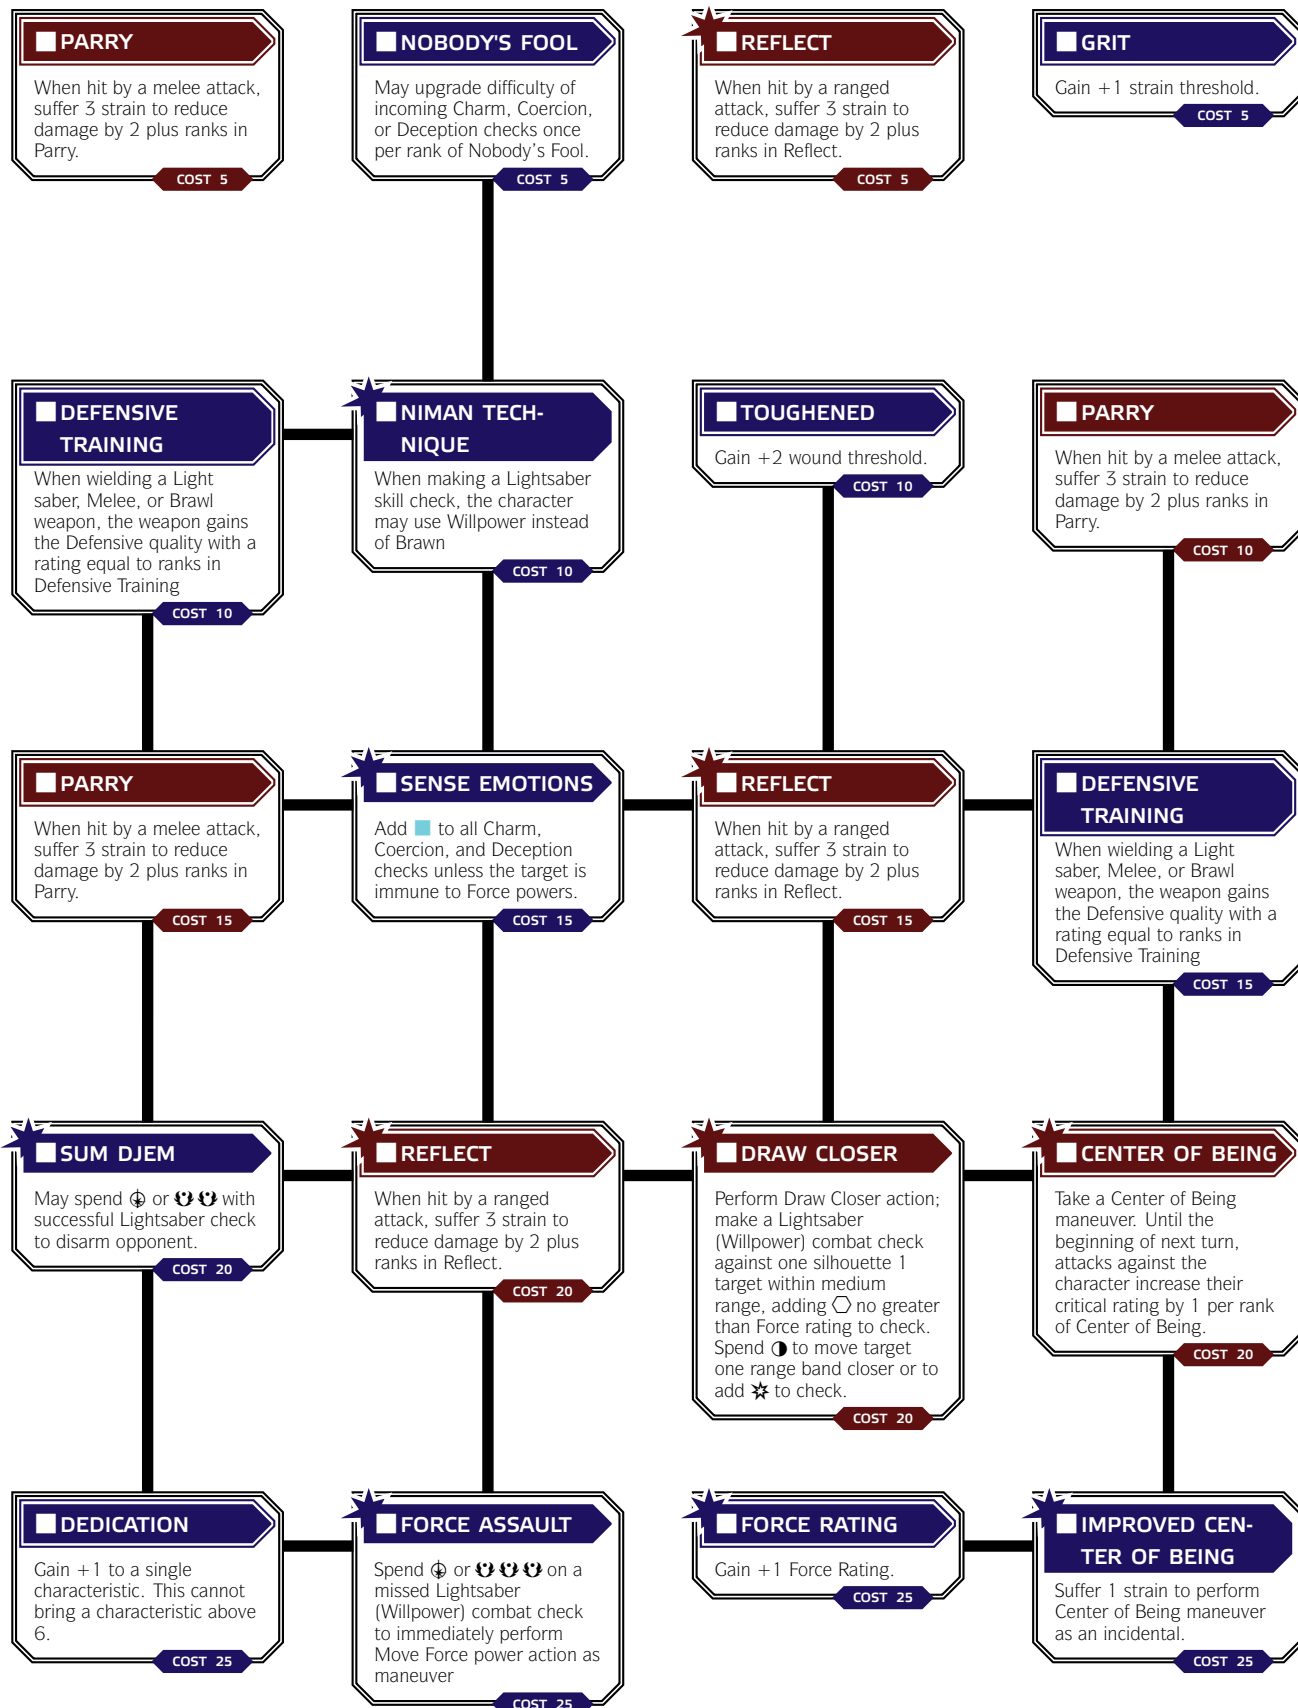 PARRY
When hit by a melee attack,
suffer 3 strain to reduce
damage by 2 plus ranks in
Parry.
COST 5
NOBODY'S FOOL
May upgrade difficulty of
incoming Charm, Coercion,
or Deception checks once
per rank of Nobody's Fool.
COST 5
REFLECT
When hit by a ranged
attack, suffer 3 strain to
reduce damage by 2 plus
ranks in Reflect.
COST 5
GRIT
Gain +1 strain threshold.
COST 5
DEFENSIVE
TRAINING
When wielding a Light
saber, Melee, or Brawl
weapon, the weapon gains
the Defensive quality with a
rating equal to ranks in
Defensive Training
COST 10
NIMAN TECH-
NIQUE
When making a Lightsaber
skill check, the character
may use Willpower instead
of Brawn
COST 10
TOUGHENED
Gain +2 wound threshold.
COST 10
PARRY
When hit by a melee attack,
suffer 3 strain to reduce
damage by 2 plus ranks in
Parry.
COST 10
PARRY
When hit by a melee attack,
suffer 3 strain to reduce
damage by 2 plus ranks in
Parry.
COST 15
SENSE EMOTIONS
Add to all Charm,
Coercion, and Deception
checks unless the target is
immune to Force powers.
COST 15
REFLECT
When hit by a ranged
attack, suffer 3 strain to
reduce damage by 2 plus
ranks in Reflect.
COST 15
DEFENSIVE
TRAINING
When wielding a Light
saber, Melee, or Brawl
weapon, the weapon gains
the Defensive quality with a
rating equal to ranks in
Defensive Training
COST 15
SUM DJEM
May spend or with
successful Lightsaber check
to disarm opponent.
COST 20
REFLECT
When hit by a ranged
attack, suffer 3 strain to
reduce damage by 2 plus
ranks in Reflect.
COST 20
DRAW CLOSER
Perform Draw Closer action;
make a Lightsaber
(Willpower) combat check
against one silhouette 1
target within medium
range, adding no greater
than Force rating to check.
Spend to move target
one range band closer or to
add to check.
COST 20
CENTER OF BEING
Take a Center of Being
maneuver. Until the
beginning of next turn,
attacks against the
character increase their
critical rating by 1 per rank
of Center of Being.
COST 20
DEDICATION
Gain +1 to a single
characteristic. This cannot
bring a characteristic above
6.
COST 25
FORCE ASSAULT
Spend or on a
missed Lightsaber
(Willpower) combat check
to immediately perform
Move Force power action as
maneuver
COST 25
FORCE RATING
Gain +1 Force Rating.
COST 25
IMPROVED CEN-
TER OF BEING
Suffer 1 strain to perform
Center of Being maneuver
as an incidental.
COST 25